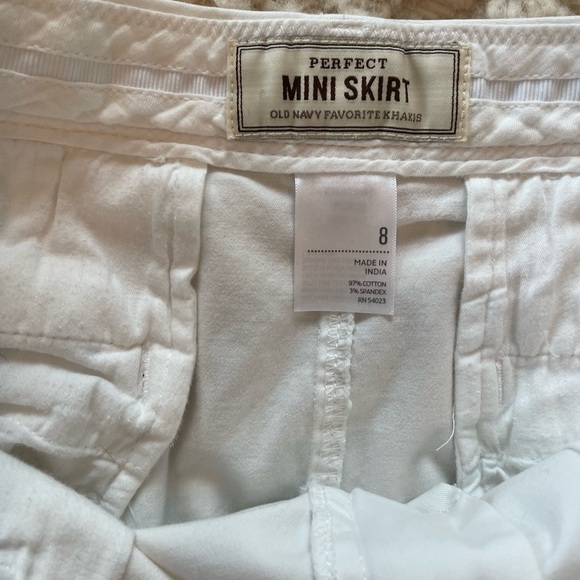 PERFECT
MINI SKIRT
OLD NAVY FAVORITE KHAKIS
8
MADE IN
INDIA
97% COTTON
3% SPANDEX
RN 54023